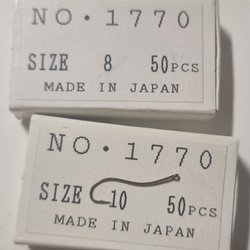 NO·1770
SIZE 8 50PCS
MADE IN JAPAN
NO·1770
SIZE 10 50PCS
MADE IN JAPAN